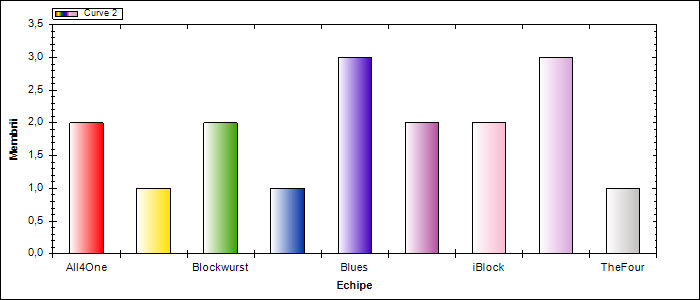 Curve 2
3,5
3,0
2,5
2,0
1,5
1,0
0,5
0,0
Membrii
All4One
Blockwurst
Blues
iBlock
TheFour
Echipe